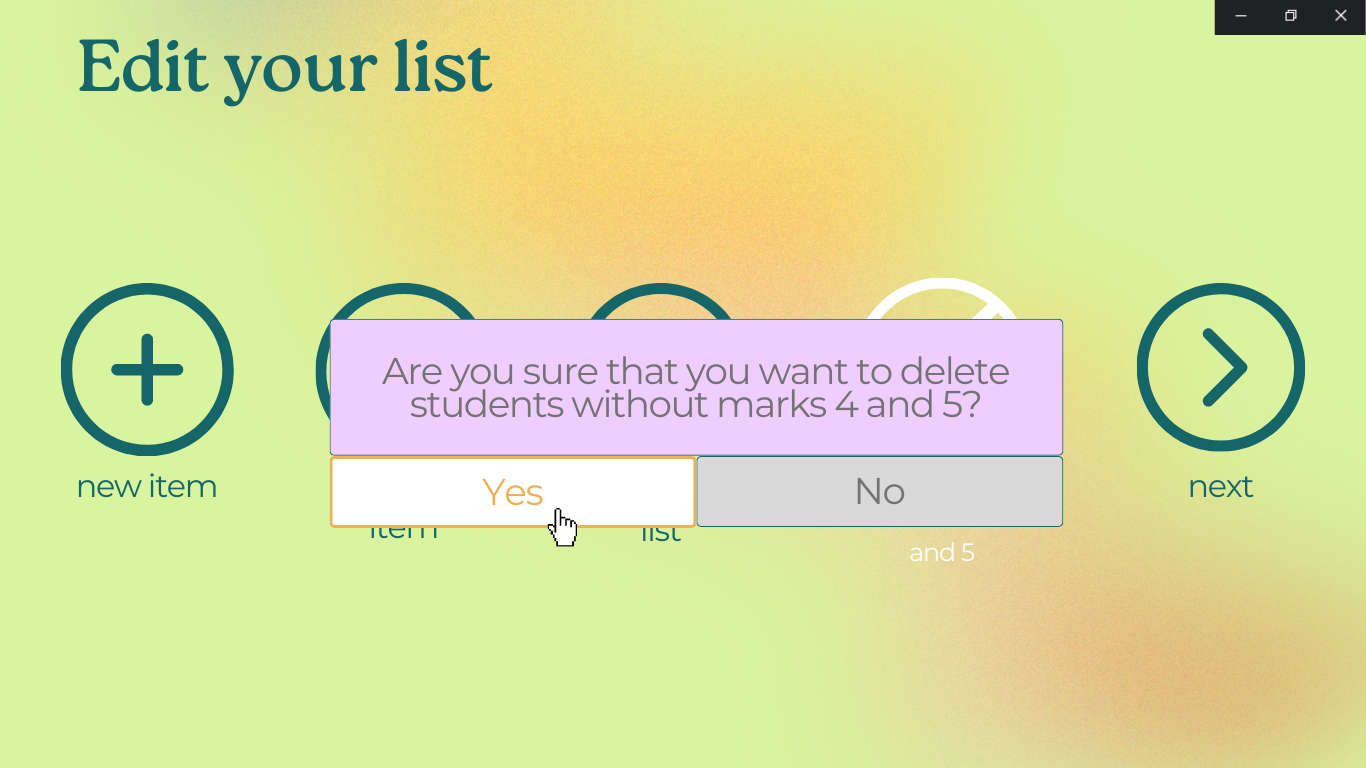 Edit your list
Are you sure that you want to delete
students without marks 4 and 5?
Yes
No
new item
item
list
and 5
next